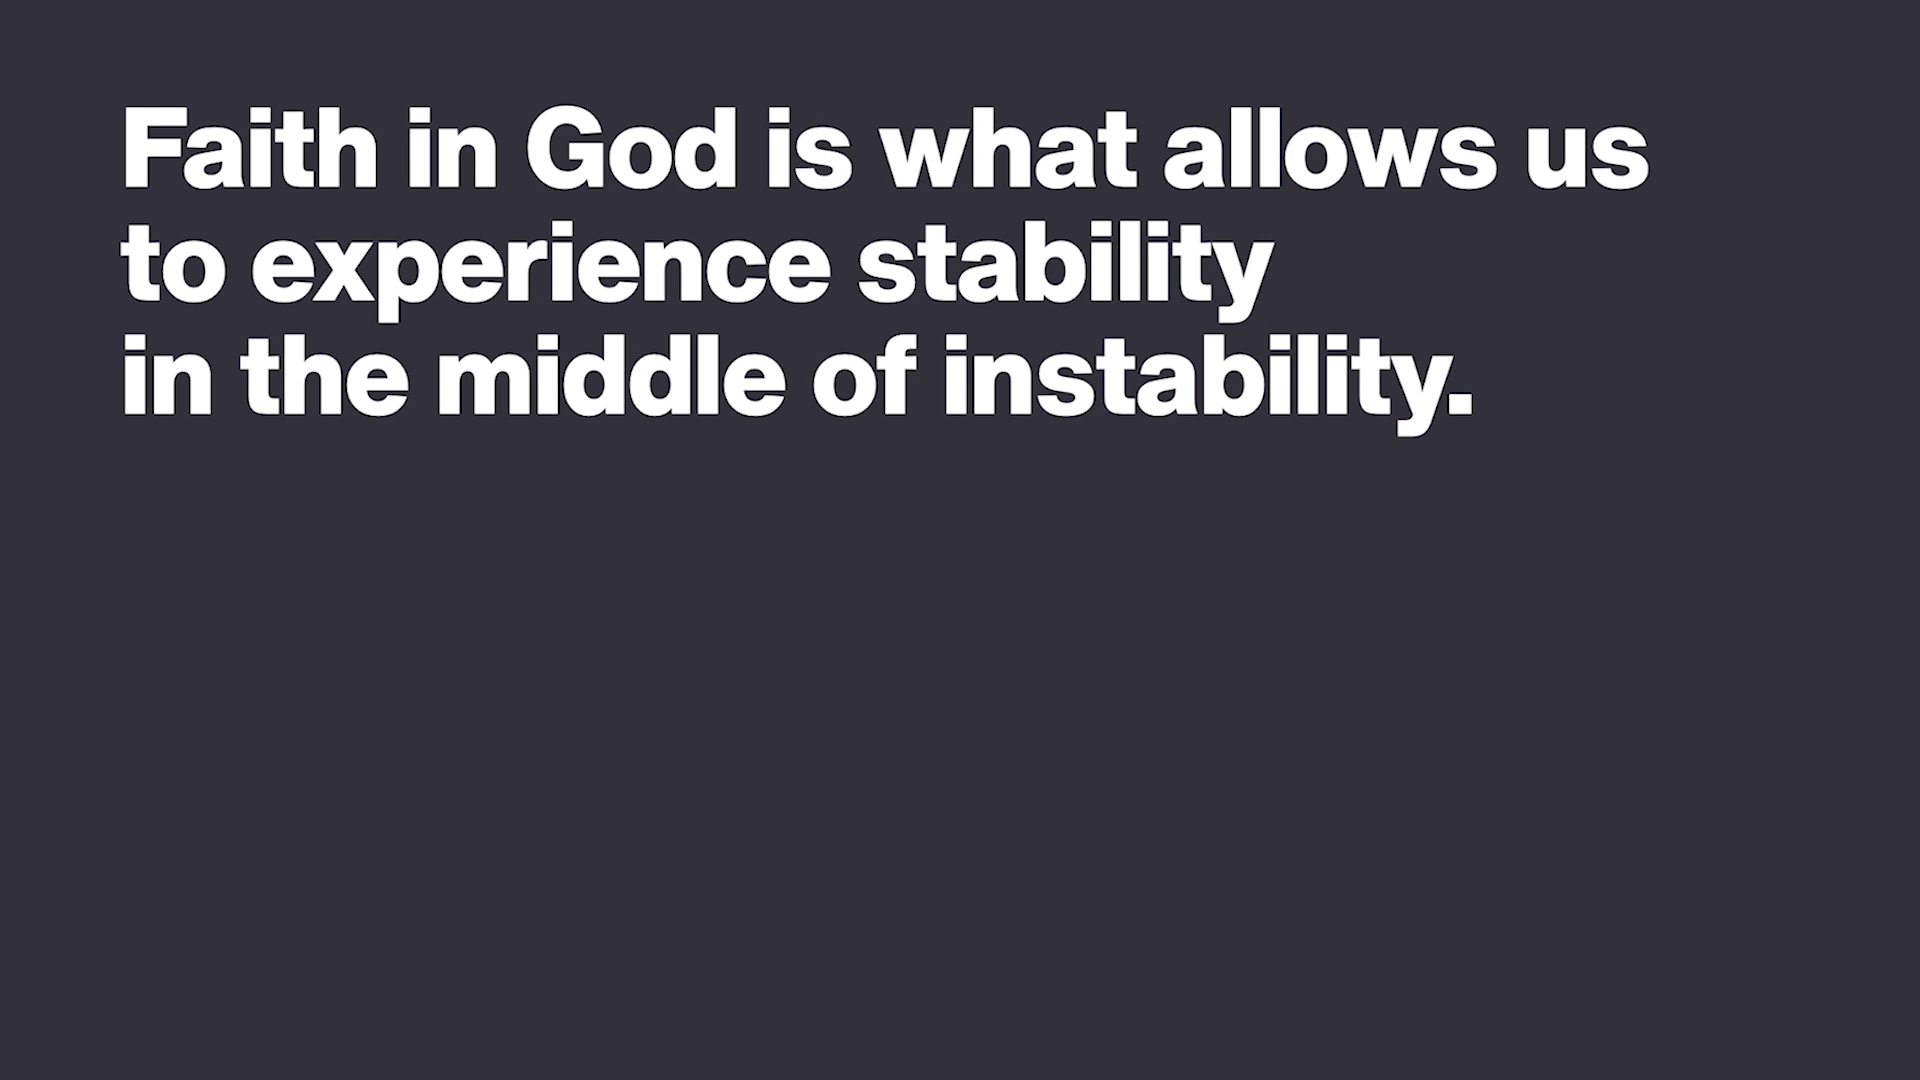 Faith in God is what allows us
to experience stability
in the middle of instability.